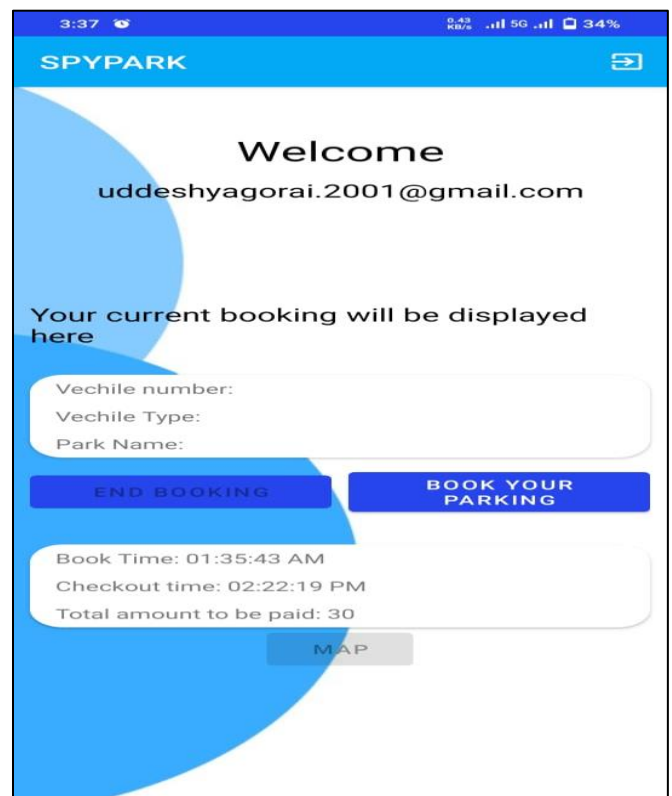 3:37 0.43 KB/s 5G 34%
SPYPARK
Welcome
uddeshyagorai.2001@gmail.com
Your current booking will be displayed
here
Vechile number:
Vechile Type:
Park Name:
END BOOKING
BOOK YOUR
PARKING
Book Time: 01:35:43 AM
Checkout time: 02:22:19 PM
Total amount to be paid: 30
MAP